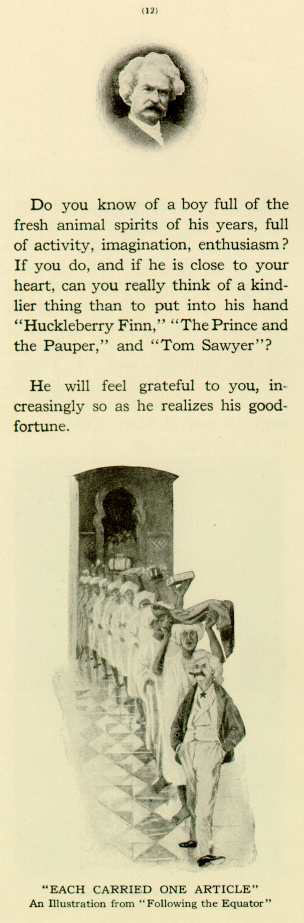 (12)
Do you know of a boy full of the
fresh animal spirits of his years, full
of activity, imagination, enthusiasm?
If you do, and if he is close to your
heart, can you really think of a kind-
lier thing than to put into his hand
"Huckleberry Finn," "The Prince and
the Pauper," and "Tom Sawyer"?
He will feel grateful to you, in-
creasingly so as he realizes his good-
fortune.
"EACH CARRIED ONE ARTICLE"
An Illustration from "Following the Equator"